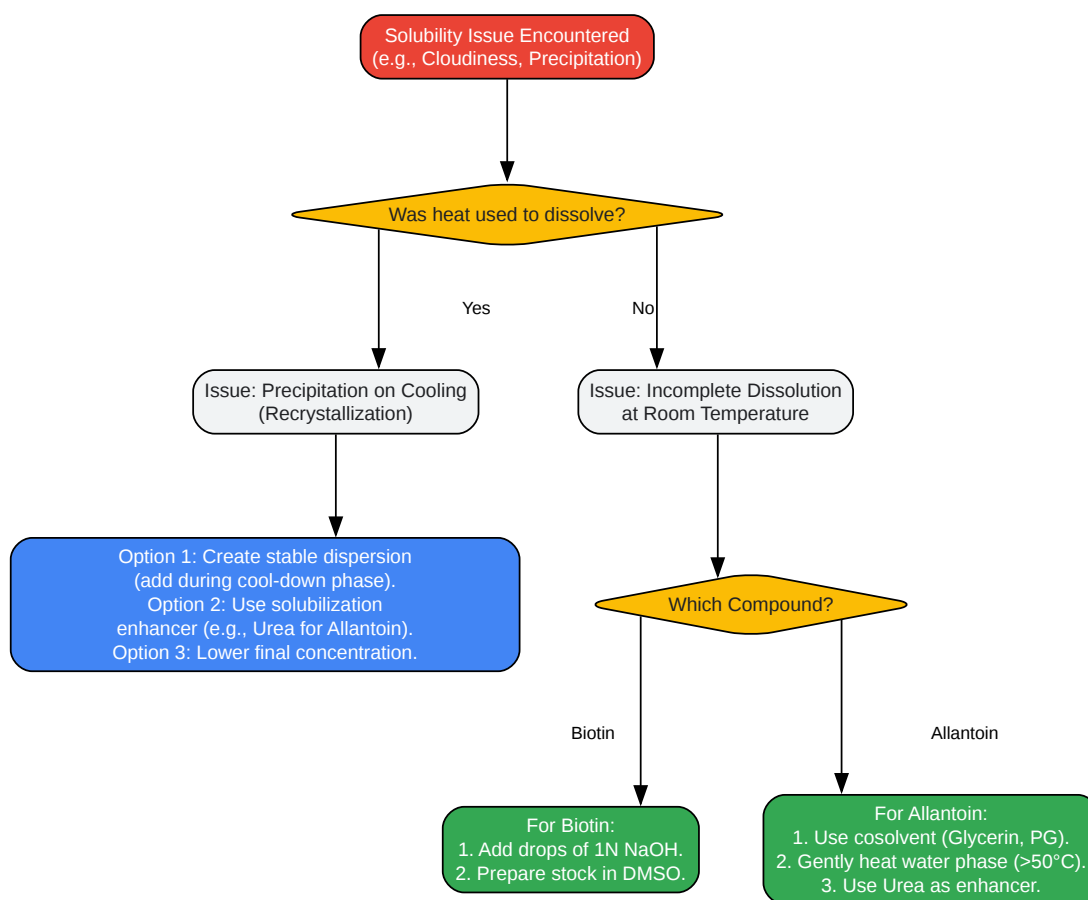 Solubility Issue Encountered
(e.g., Cloudiness, Precipitation)
Was heat used to dissolve?
Yes
No
Issue: Precipitation on Cooling
(Recrystallization)
Issue: Incomplete Dissolution
at Room Temperature
Option 1: Create stable dispersion
(add during cool-down phase).
Option 2: Use solubilization
enhancer (e.g., Urea for Allantoin).
Option 3: Lower final concentration.
Which Compound?
Biotin
Allantoin
For Biotin:
1. Add drops of 1N NaOH.
2. Prepare stock in DMSO.
For Allantoin:
1. Use cosolvent (Glycerin, PG).
2. Gently heat water phase (>50°C).
3. Use Urea as enhancer.